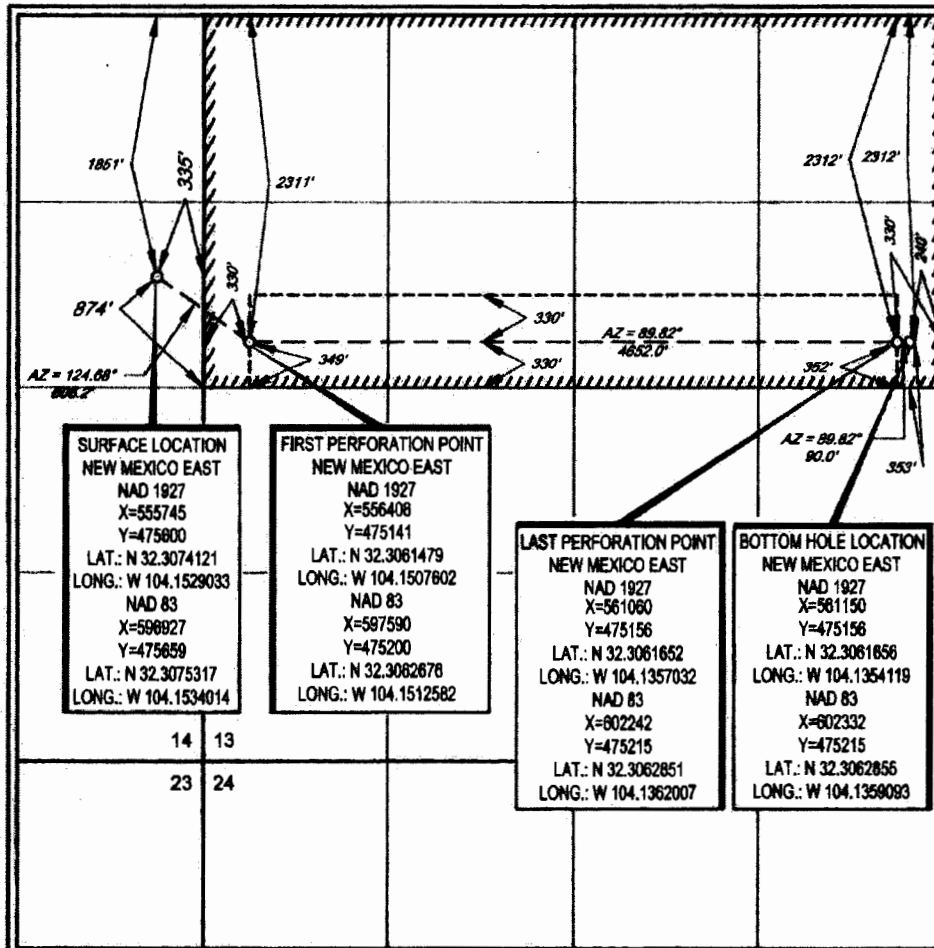 1851'
335'
2311'
2312'
2312'
330'
240'
874'
330'
330'
AZ = 89.82°
4652.0'
349'
330'
352'
AZ = 124.68°
806.2'
AZ = 89.82°
90.0'
353'
SURFACE LOCATION
NEW MEXICO EAST
NAD 1927
X=555745
Y=475600
LAT.: N 32.3074121
LONG.: W 104.1529033
NAD 83
X=596927
Y=475659
LAT.: N 32.3075317
LONG.: W 104.1534014
FIRST PERFORATION POINT
NEW MEXICO EAST
NAD 1927
X=556408
Y=475141
LAT.: N 32.3061479
LONG.: W 104.1507602
NAD 83
X=597590
Y=475200
LAT.: N 32.3062676
LONG.: W 104.1512582
LAST PERFORATION POINT
NEW MEXICO EAST
NAD 1927
X=561060
Y=475156
LAT.: N 32.3061652
LONG.: W 104.1357032
NAD 83
X=602242
Y=475215
LAT.: N 32.3062851
LONG.: W 104.1362007
BOTTOM HOLE LOCATION
NEW MEXICO EAST
NAD 1927
X=561150
Y=475156
LAT.: N 32.3061656
LONG.: W 104.1354119
NAD 83
X=602332
Y=475215
LAT.: N 32.3062855
LONG.: W 104.1359093
14 13
23 24